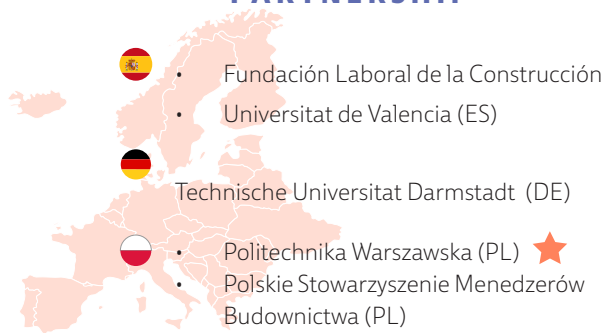 PARTNERSHIP
• Fundación Laboral de la Construcción
• Universitat de Valencia (ES)
Technische Universitat Darmstadt (DE)
• Politechnika Warszawska (PL)
• Polskie Stowarzyszenie Menedzerów
Budownictwa (PL)